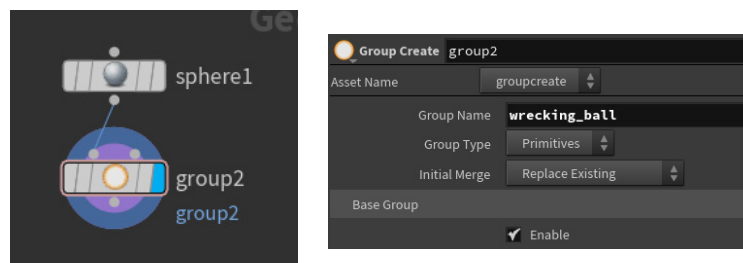 Ge
sphere1
group2
group2
Group Create group2
Asset Name groupcreate
Group Name wrecking_ball
Group Type Primitives
Initial Merge Replace Existing
Base Group
Enable